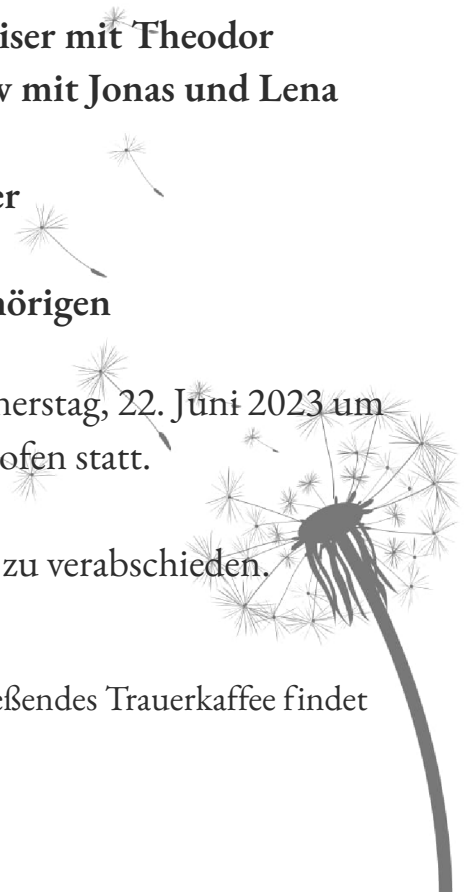 iser mit Theodor
v mit Jonas und Lena
er
hörigen
nerstag, 22. Juni 2023 um
ofen statt.
zu verabschieden.
eßendes Trauerkaffee findet